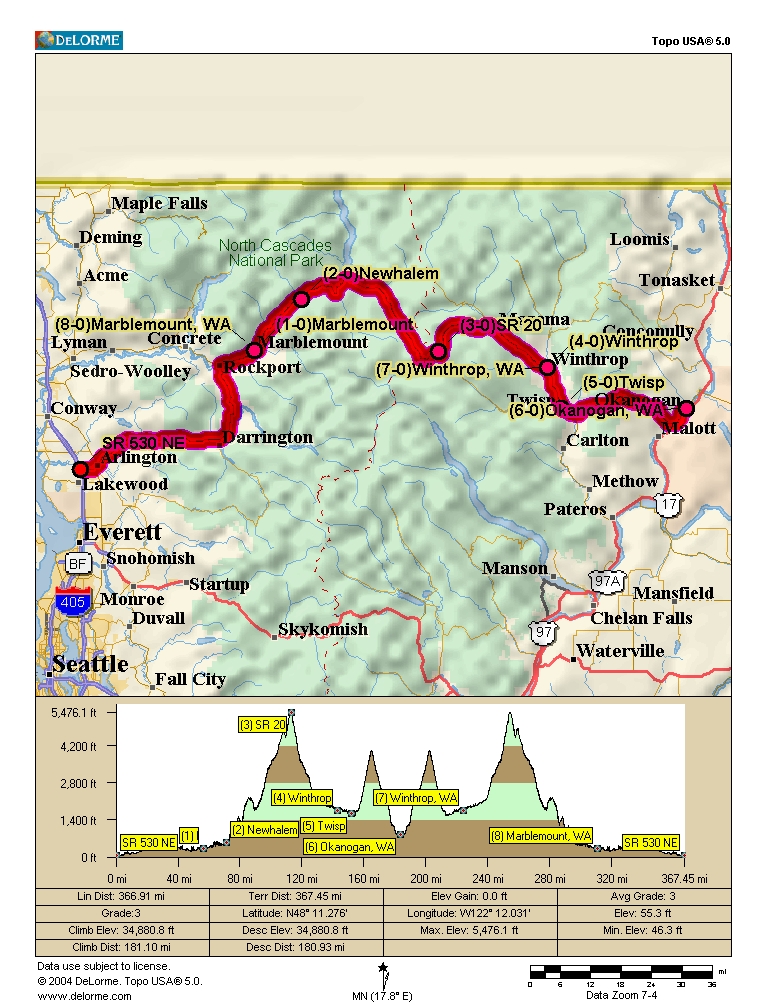 DeLORME
Topo USA® 5.0
Maple Falls
Deming
Loomis
North Cascades
National Park
Acme
(2-0)Newhalem
Tonasket
(8-0)Marblemount, WA
(1-0)Marblemount
(3-0)SR 20
Conconully
Lyman
Concrete
Marblemount
(4-0)Winthrop
Winthrop
Sedro-Woolley
Rockport
(7-0)Winthrop, WA
(5-0)Twisp
Twisp
Okanogan
Conway
(6-0)Okanogan, WA
SR 530 NE
Darrington
Malott
Arlington
Carlton
Lakewood
Methow
17
Pateros
Everett
Snohomish
BF
Manson
97A
Startup
Mansfield
405
Monroe
Duvall
Chelan Falls
Skykomish
97
Seattle
Waterville
Fall City
5,476.1 ft
(3) SR 20
4,200 ft
2,800 ft
(4) Winthrop
(7) Winthrop, WA
1,400 ft
SR 530 NE
(1)
(2) Newhalem
(5) Twisp
(8) Marblemount, WA
SR 530 NE
(6) Okanogan, WA
0 ft
0 mi 40 mi 80 mi 120 mi 160 mi 200 mi 240 mi 280 mi 320 mi 367.45 mi
Lin Dist: 366.91 mi Terr Dist: 367.45 mi Elev Gain: 0.0 ft Avg Grade: 3
Grade:3 Latitude: N48° 11.276' Longitude: W122° 12.031' Elev: 55.3 ft
Climb Elev: 34,880.8 ft Desc Elev: 34,880.8 ft Max. Elev: 5,476.1 ft Min. Elev: 46.3 ft
Climb Dist: 181.10 mi Desc Dist: 180.93 mi
Data use subject to license.
© 2004 DeLorme. Topo USA® 5.0.
www.delorme.com
MN (17.8° E)
mi
0 6 12 18 24 30 36
Data Zoom 7-4